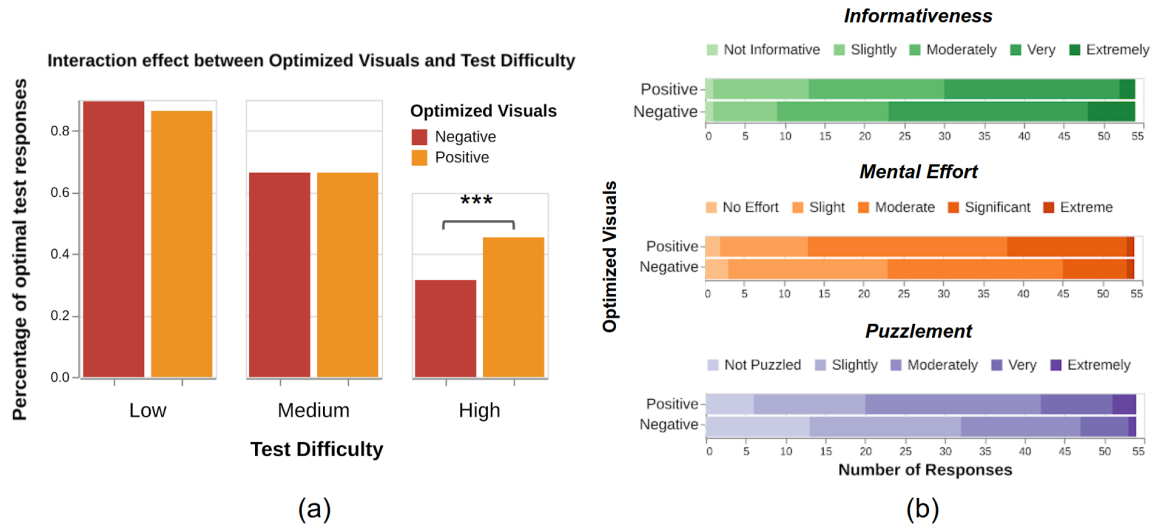 Interaction effect between Optimized Visuals and Test Difficulty
Percentage of optimal test responses
0.8
0.6
0.4
0.2
0.0
Optimized Visuals
Negative
Positive
***
Low
Medium
High
Test Difficulty
(a)
Optimized Visuals
Informativeness
Not Informative Slightly Moderately Very Extremely
Positive
Negative
0 5 10 15 20 25 30 35 40 45 50 55
Mental Effort
No Effort Slight Moderate Significant Extreme
Positive
Negative
0 5 10 15 20 25 30 35 40 45 50 55
Puzzlement
Not Puzzled Slightly Moderately Very Extremely
Positive
Negative
0 5 10 15 20 25 30 35 40 45 50 55
Number of Responses
(b)